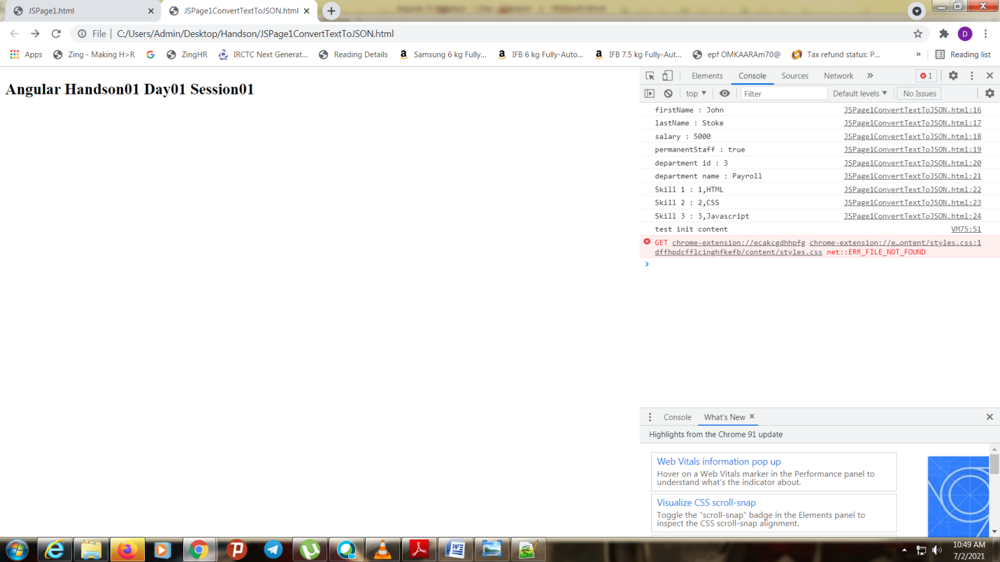 JSPage1.html
JSPage1ConvertTextToJSON.html
File | C:/Users/Admin/Desktop/Handson/JSPage1ConvertTextToJSON.html
D
Apps Zing - Making H>R G ZingHR IRCTC Next Generat... Reading Details Samsung 6 kg Fully... IFB 6 kg Fully-Auto... IFB 7.5 kg Fully-Aut... epf OMKAARAm70@ Tax refund status: P... » Reading list
Angular Handson01 Day01 Session01
Elements Console Sources Network » 1
top Filter Default levels No Issues
firstName : John JSPage1ConvertTextToJSON.html:16
lastName : Stoke JSPage1ConvertTextToJSON.html:17
salary : 5000 JSPage1ConvertTextToJSON.html:18
permanentStaff : true JSPage1ConvertTextToJSON.html:19
department id : 3 JSPage1ConvertTextToJSON.html:20
department name : Payroll JSPage1ConvertTextToJSON.html:21
Skill 1 : 1,HTML JSPage1ConvertTextToJSON.html:22
Skill 2 : 2,CSS JSPage1ConvertTextToJSON.html:23
Skill 3 : 3,Javascript JSPage1ConvertTextToJSON.html:24
test init content VM75:51
GET chrome-extension://ecakcgdhhpfg chrome-extension://e…ontent/styles.css:1
dffhpdcfflcinghfkefb/content/styles.css net::ERR_FILE_NOT_FOUND
Console What's New
Highlights from the Chrome 91 update
Web Vitals information pop up
Hover on a Web Vitals marker in the Performance panel to
understand what's the indicator about.
Visualize CSS scroll-snap
Toggle the "scroll-snap" badge in the Elements panel to
inspect the CSS scroll-snap alignment.
10:49 AM
7/2/2021